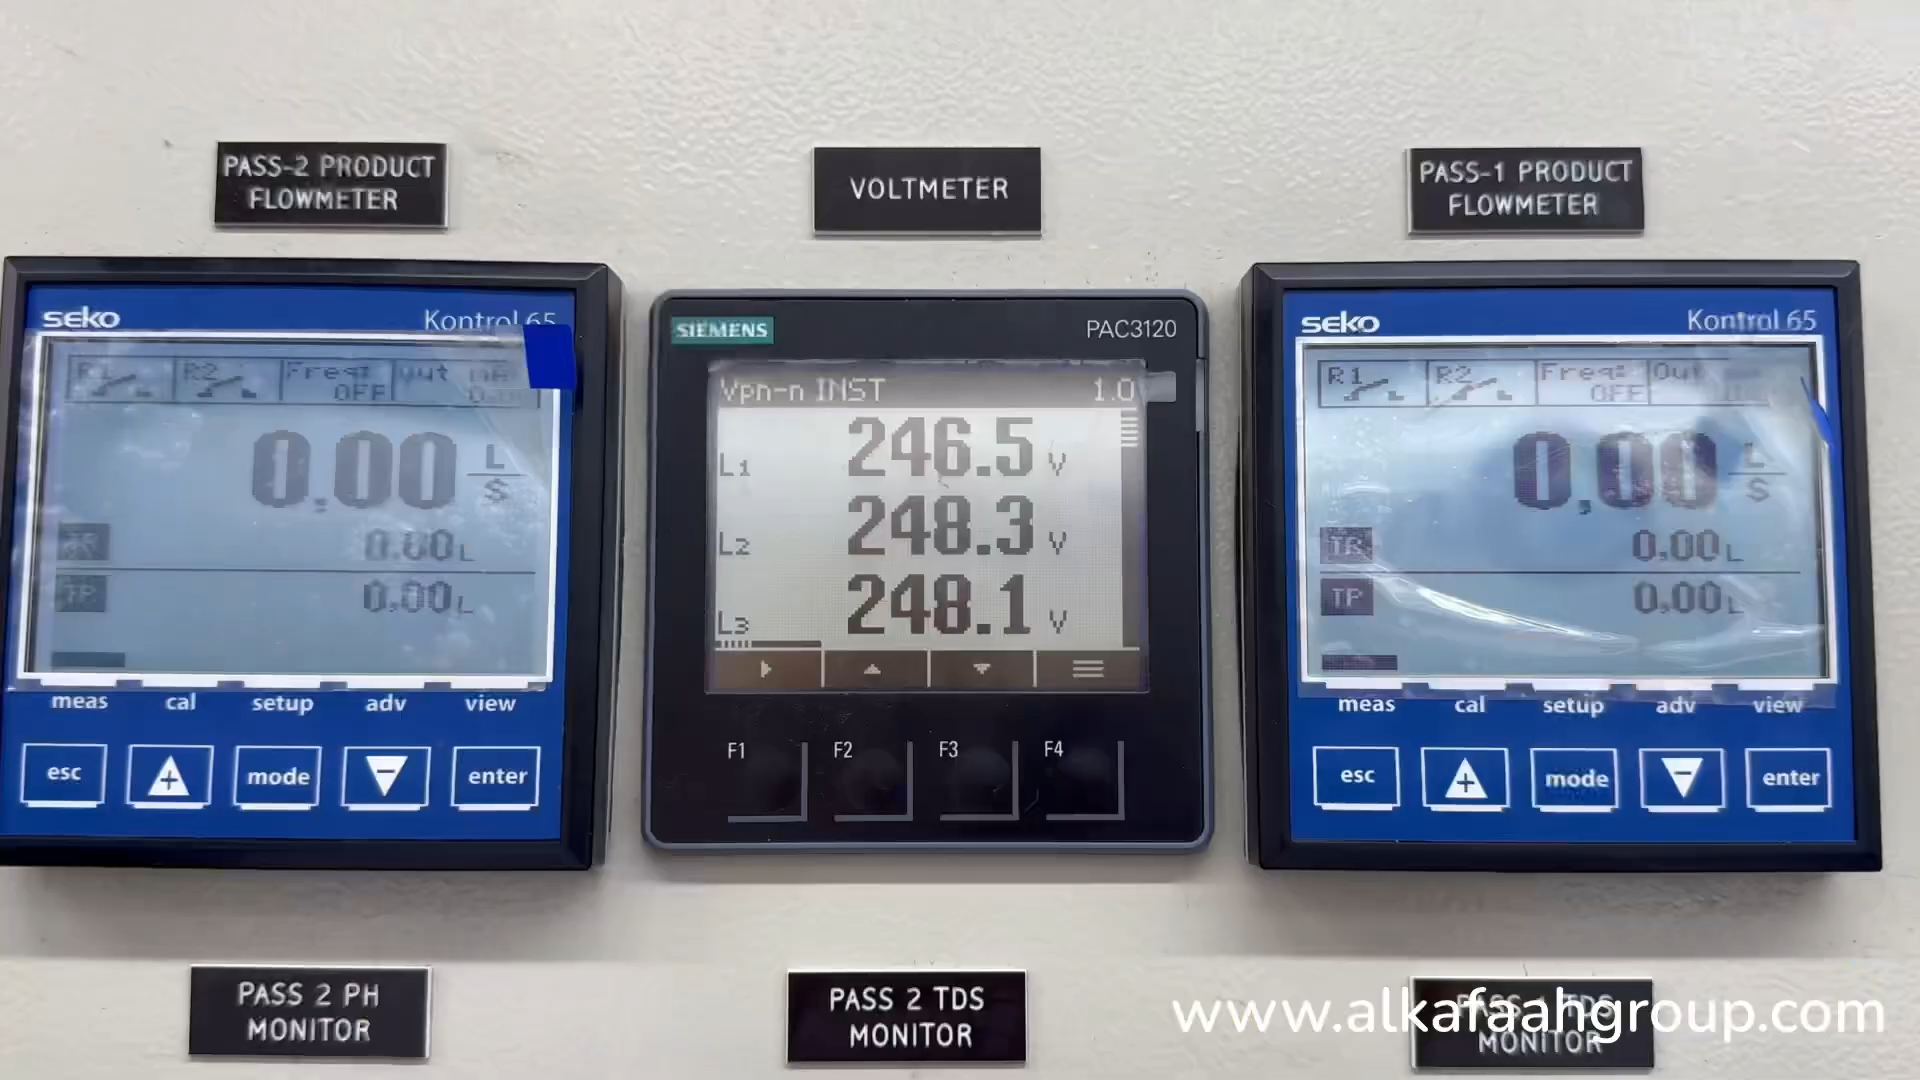 PASS-2 PRODUCT
FLOWMETER
VOLTMETER
PASS-1 PRODUCT
FLOWMETER
seko
Kontrol 65
R1
R2
Freq:
OFF
Out
0.00 L/S
0.00 L
TP
0.00 L
meas cal setup adv view
esc + mode − enter
SIEMENS
PAC3120
Vpn-n INST 1.0
L1 246.5 V
L2 248.3 V
L3 248.1 V
F1 F2 F3 F4
seko
Kontrol 65
R1
R2
Freq:
OFF
Out
0.00 L/S
TR 0.00 L
TP 0.00 L
meas cal setup adv view
esc + mode − enter
PASS 2 PH
MONITOR
PASS 2 TDS
MONITOR
PASS 1 TDS
MONITOR
www.alkafaahgroup.com